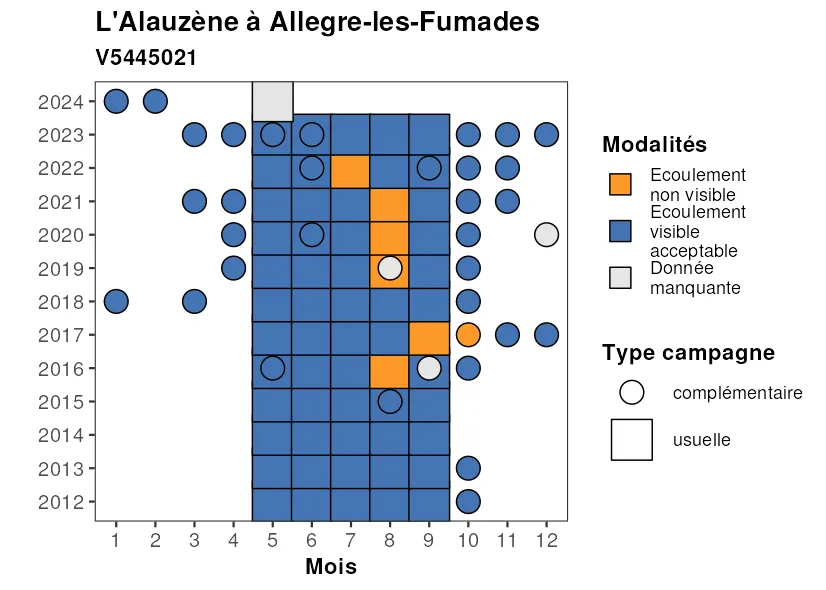 L'Alauzène à Allegre-les-Fumades
V5445021
2024
2023
2022
2021
2020
2019
2018
2017
2016
2015
2014
2013
2012
1 2 3 4 5 6 7 8 9 10 11 12
Mois
Modalités
Ecoulement
non visible
Ecoulement
visible
acceptable
Donnée
manquante
Type campagne
complémentaire
usuelle